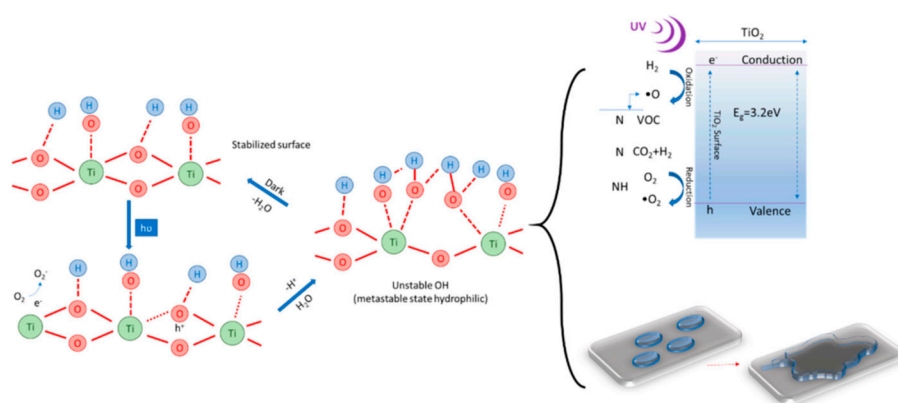 UV
TiO2
H2
e-
Conduction
Oxidation
•O
Eg=3.2eV
N VOC
TiO2 Surface
N CO2+H2
O2
Reduction
NH
•O2
h
Valence
H H H H
O O
Stabilized surface
O O
Ti Ti
O
Dark
-H2O
H H H H H H
O O O O
O
Ti Ti
O O
hυ
H H H H
O2-
O2
e-
O O
O O
h+
Ti Ti Ti
O O
-H+
H2O
Unstable OH
(metastable state hydrophilic)